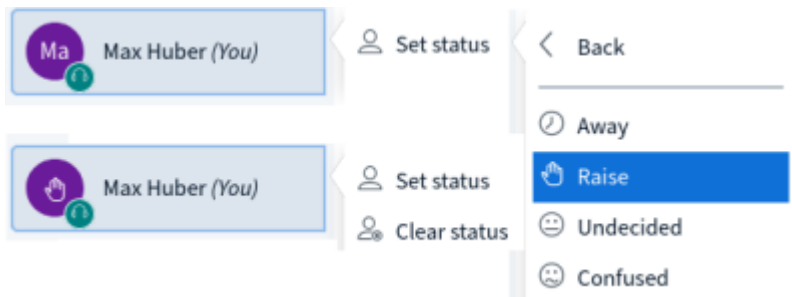 Ma Max Huber (You)
Set status
Max Huber (You)
Set status
Clear status
Back
Away
Raise
Undecided
Confused